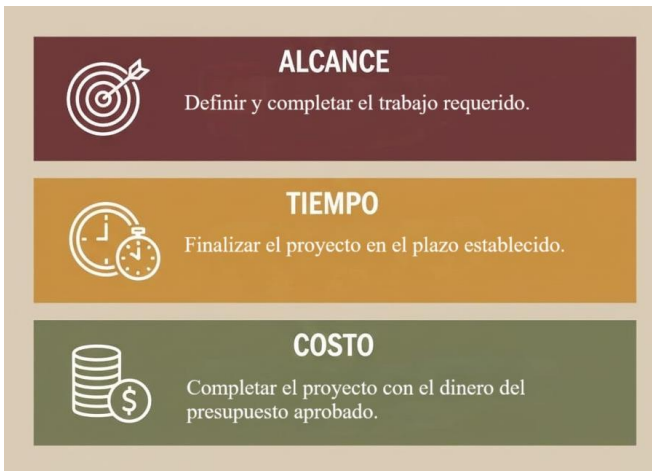 ALCANCE
Definir y completar el trabajo requerido.
TIEMPO
Finalizar el proyecto en el plazo establecido.
COSTO
$
Completar el proyecto con el dinero del
presupuesto aprobado.